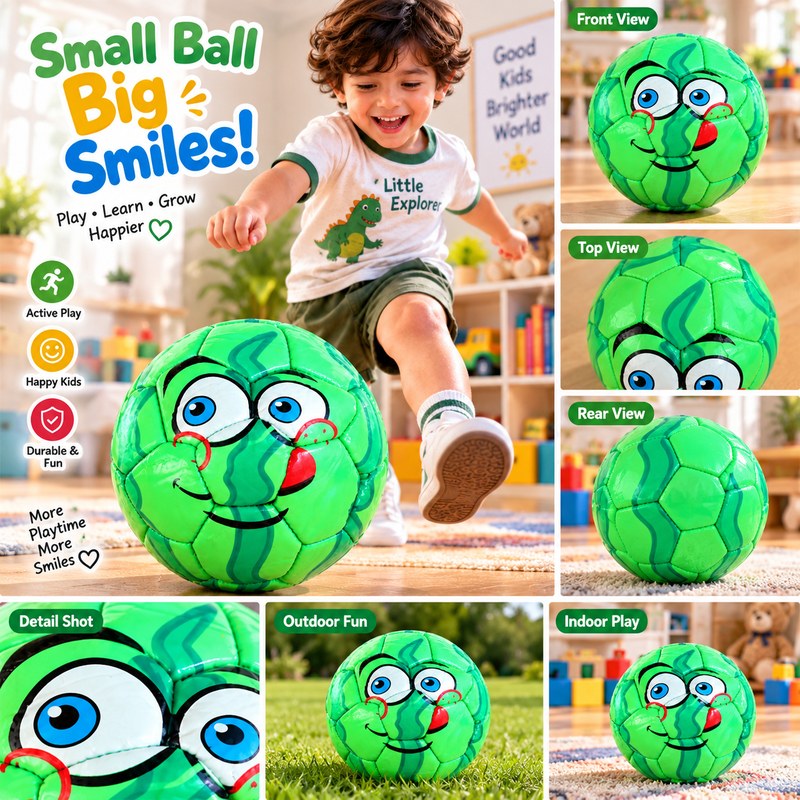 Small Ball
Big
Smiles!
Play • Learn • Grow
Happier
Active Play
Happy Kids
Durable &
Fun
More
Playtime
More
Smiles
Little
Explorer
Good
Kids
Brighter
World
Front View
Top View
Rear View
Detail Shot
Outdoor Fun
Indoor Play